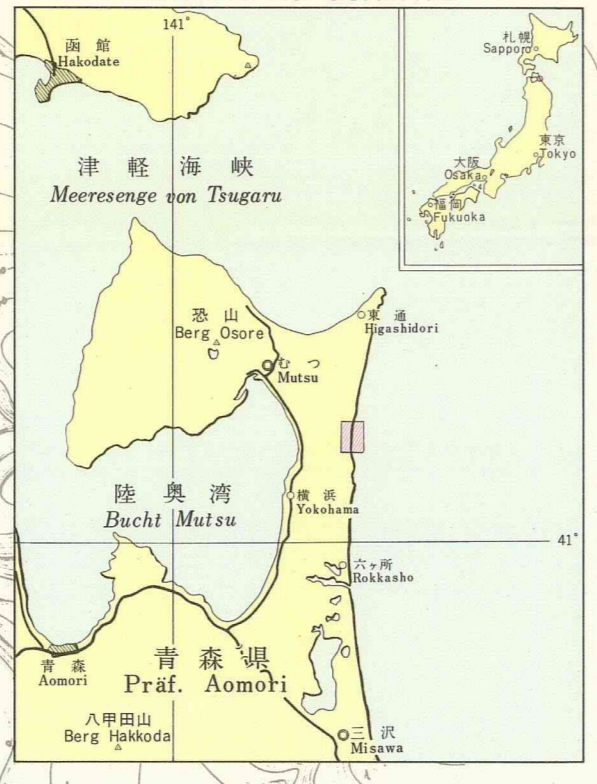 141°
函館
Hakodate
札幌
Sapporo
東京
Tokyo
大阪
Osaka
福岡
Fukuoka
津軽海峡
Meeresenge von Tsugaru
恐山
Berg Osore
東通
Higashidori
むつ
Mutsu
陸奥湾
Bucht Mutsu
横浜
Yokohama
41°
六ヶ所
Rokkasho
青森
Aomori
青森県
Präf. Aomori
八甲田山
Berg Hakkoda
三沢
Misawa